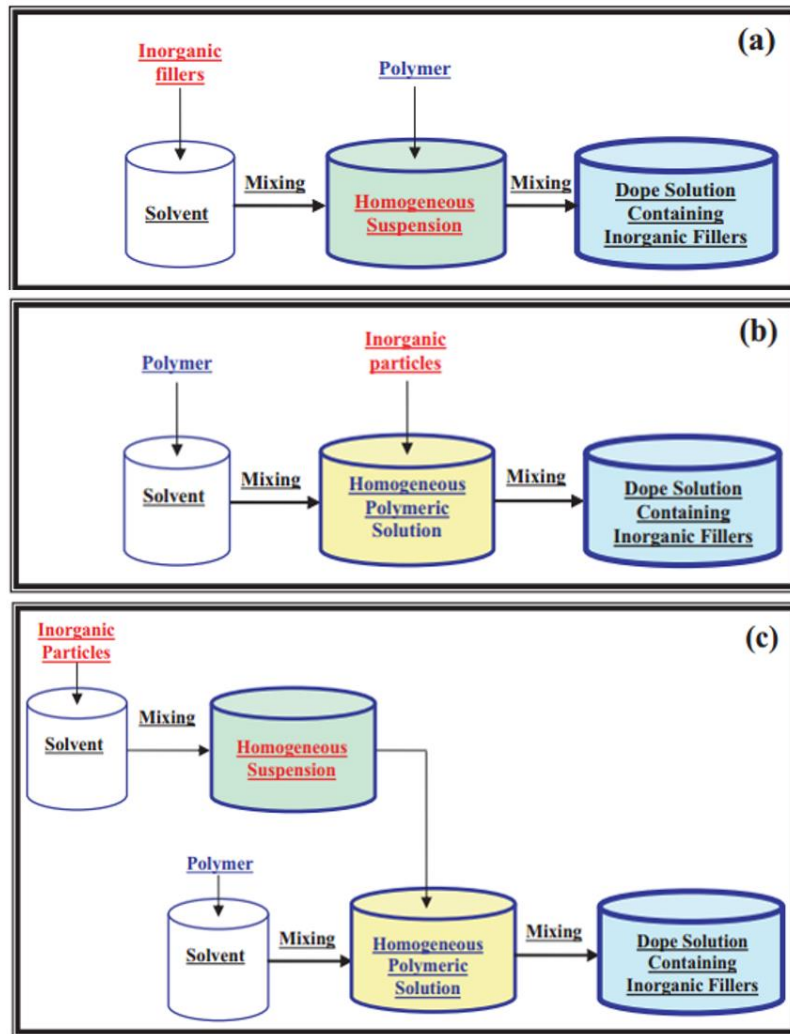 (a)
Inorganic
fillers
Polymer
Solvent
Mixing
Homogeneous
Suspension
Mixing
Dope Solution
Containing
Inorganic Fillers
(b)
Polymer
Inorganic
particles
Solvent
Mixing
Homogeneous
Polymeric
Solution
Mixing
Dope Solution
Containing
Inorganic Fillers
(c)
Inorganic
Particles
Solvent
Mixing
Homogeneous
Suspension
Polymer
Solvent
Mixing
Homogeneous
Polymeric
Solution
Mixing
Dope Solution
Containing
Inorganic Fillers